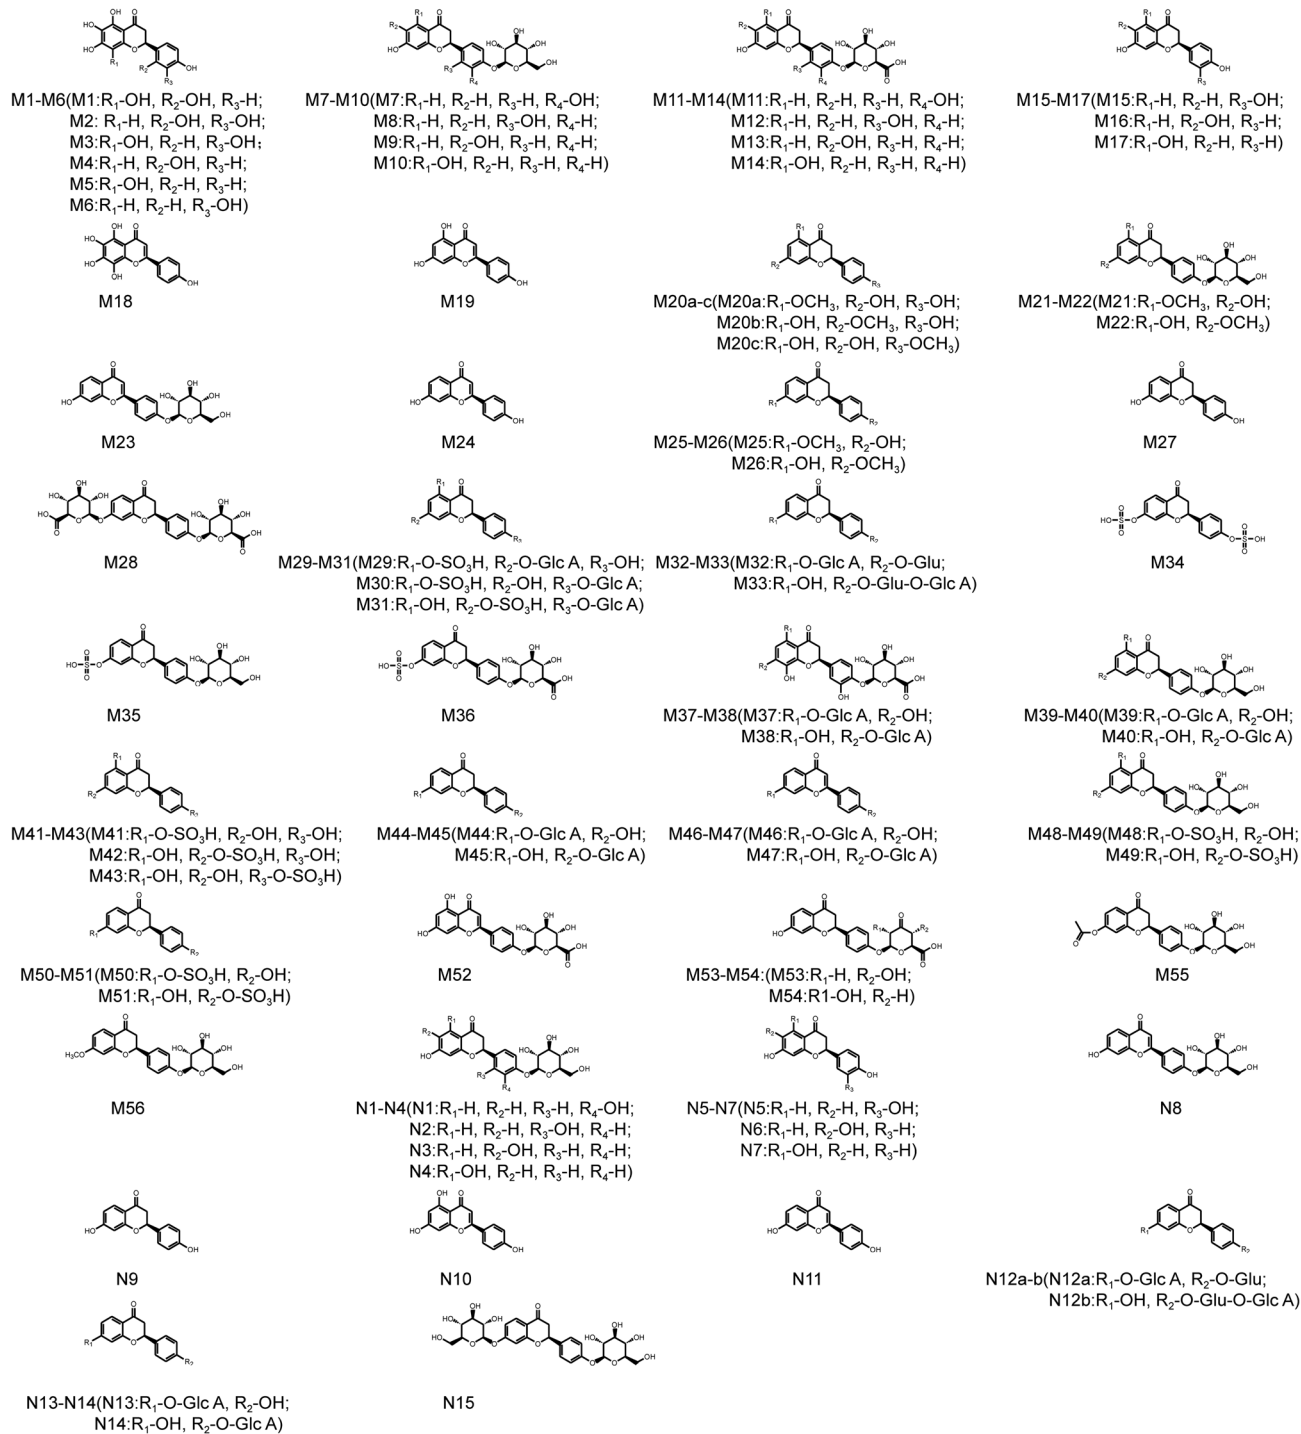 M1-M6(M1:R₁-OH, R₂-OH, R₃-H;
M2: R₁-H, R₂-OH, R₃-OH;
M3:R₁-OH, R₂-H, R₃-OH;
M4:R₁-H, R₂-OH, R₃-H;
M5:R₁-OH, R₂-H, R₃-H;
M6:R₁-H, R₂-H, R₃-OH)
M7-M10(M7:R₁-H, R₂-H, R₃-H, R₄-OH;
M8:R₁-H, R₂-H, R₃-OH, R₄-H;
M9:R₁-H, R₂-OH, R₃-H, R₄-H;
M10:R₁-OH, R₂-H, R₃-H, R₄-H)
M11-M14(M11:R₁-H, R₂-H, R₃-H, R₄-OH;
M12:R₁-H, R₂-H, R₃-OH, R₄-H;
M13:R₁-H, R₂-OH, R₃-H, R₄-H;
M14:R₁-OH, R₂-H, R₃-H, R₄-H)
M15-M17(M15:R₁-H, R₂-H, R₃-OH;
M16:R₁-H, R₂-OH, R₃-H;
M17:R₁-OH, R₂-H, R₃-H)
M18
M19
M20a-c(M20a:R₁-OCH₃, R₂-OH, R₃-OH;
M20b:R₁-OH, R₂-OCH₃, R₃-OH;
M20c:R₁-OH, R₂-OH, R₃-OCH₃)
M21-M22(M21:R₁-OCH₃, R₂-OH;
M22:R₁-OH, R₂-OCH₃)
M23
M24
M25-M26(M25:R₁-OCH₃, R₂-OH;
M26:R₁-OH, R₂-OCH₃)
M27
M28
M29-M31(M29:R₁-O-SO₃H, R₂-O-Glc A, R₃-OH;
M30:R₁-O-SO₃H, R₂-OH, R₃-O-Glc A;
M31:R₁-OH, R₂-O-SO₃H, R₃-O-Glc A)
M32-M33(M32:R₁-O-Glc A, R₂-O-Glu;
M33:R₁-OH, R₂-O-Glu-O-Glc A)
M34
M35
M36
M37-M38(M37:R₁-O-Glc A, R₂-OH;
M38:R₁-OH, R₂-O-Glc A)
M39-M40(M39:R₁-O-Glc A, R₂-OH;
M40:R₁-OH, R₂-O-Glc A)
M41-M43(M41:R₁-O-SO₃H, R₂-OH, R₃-OH;
M42:R₁-OH, R₂-O-SO₃H, R₃-OH;
M43:R₁-OH, R₂-OH, R₃-O-SO₃H)
M44-M45(M44:R₁-O-Glc A, R₂-OH;
M45:R₁-OH, R₂-O-Glc A)
M46-M47(M46:R₁-O-Glc A, R₂-OH;
M47:R₁-OH, R₂-O-Glc A)
M48-M49(M48:R₁-O-SO₃H, R₂-OH;
M49:R₁-OH, R₂-O-SO₃H)
M50-M51(M50:R₁-O-SO₃H, R₂-OH;
M51:R₁-OH, R₂-O-SO₃H)
M52
M53-M54:(M53:R₁-H, R₂-OH;
M54:R1-OH, R₂-H)
M55
M56
N1-N4(N1:R₁-H, R₂-H, R₃-H, R₄-OH;
N2:R₁-H, R₂-H, R₃-OH, R₄-H;
N3:R₁-H, R₂-OH, R₃-H, R₄-H;
N4:R₁-OH, R₂-H, R₃-H, R₄-H)
N5-N7(N5:R₁-H, R₂-H, R₃-OH;
N6:R₁-H, R₂-OH, R₃-H;
N7:R₁-OH, R₂-H, R₃-H)
N8
N9
N10
N11
N12a-b(N12a:R₁-O-Glc A, R₂-O-Glu;
N12b:R₁-OH, R₂-O-Glu-O-Glc A)
N13-N14(N13:R₁-O-Glc A, R₂-OH;
N14:R₁-OH, R₂-O-Glc A)
N15